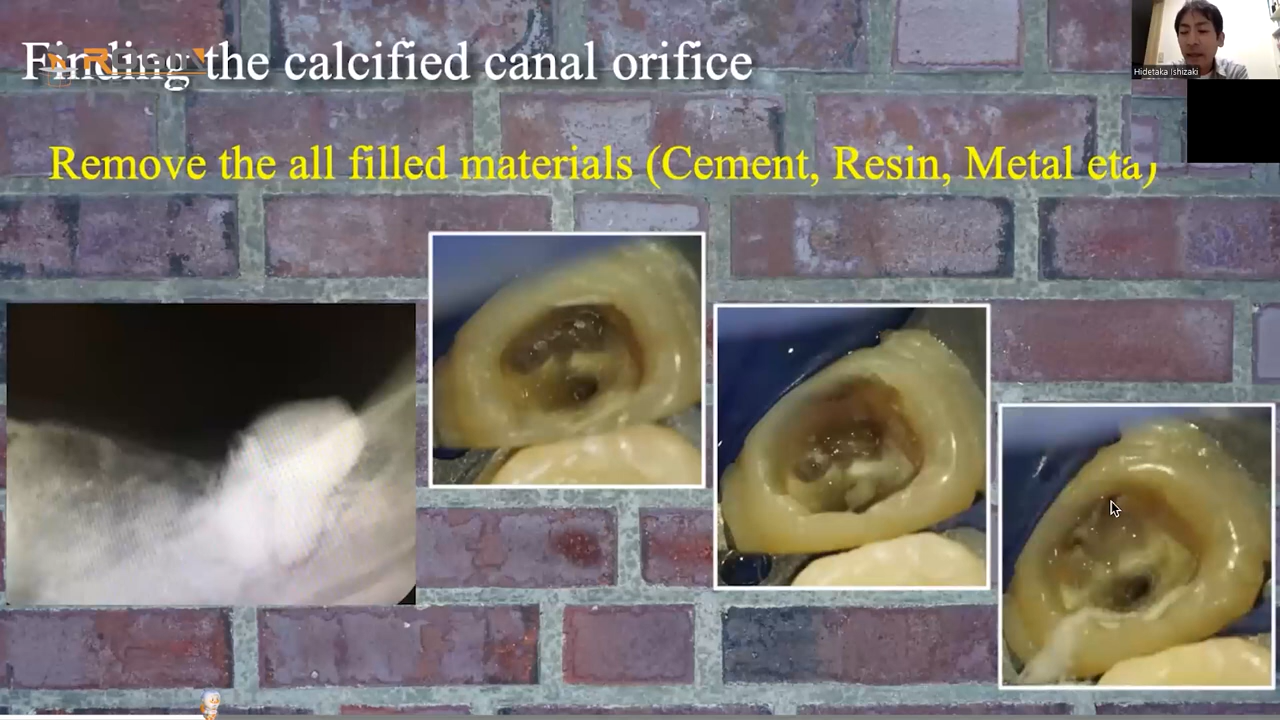 Finding the calcified canal orifice
Hidetaka Ishizaki
Remove the all filled materials (Cement, Resin, Metal eta)